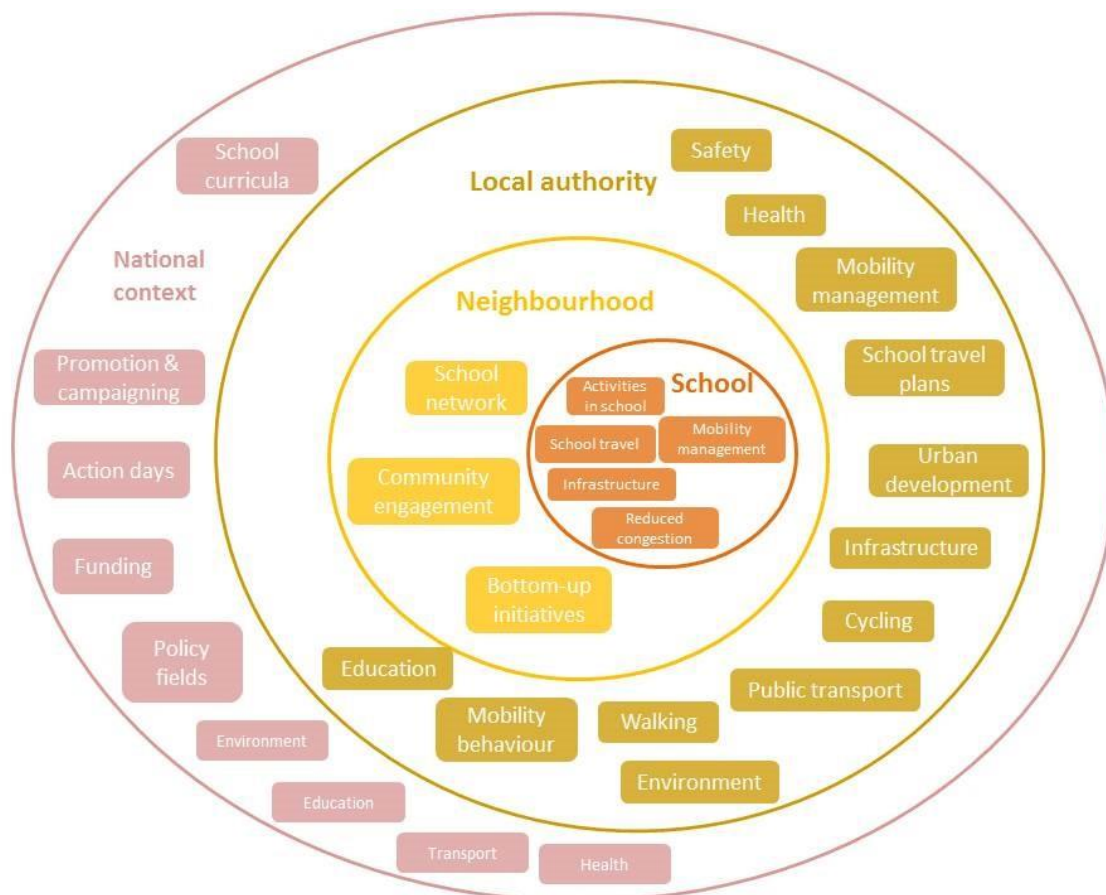 School
curricula
National
context
Promotion &
campaigning
Action days
Funding
Policy
fields
Environment
Education
Transport
Health
Local authority
Safety
Health
Mobility
management
School travel
plans
Urban
development
Infrastructure
Cycling
Public transport
Environment
Walking
Mobility
behaviour
Education
Neighbourhood
School
network
Community
engagement
Bottom-up
initiatives
School
Activities
in school
School travel
Mobility
management
Infrastructure
Reduced
congestion